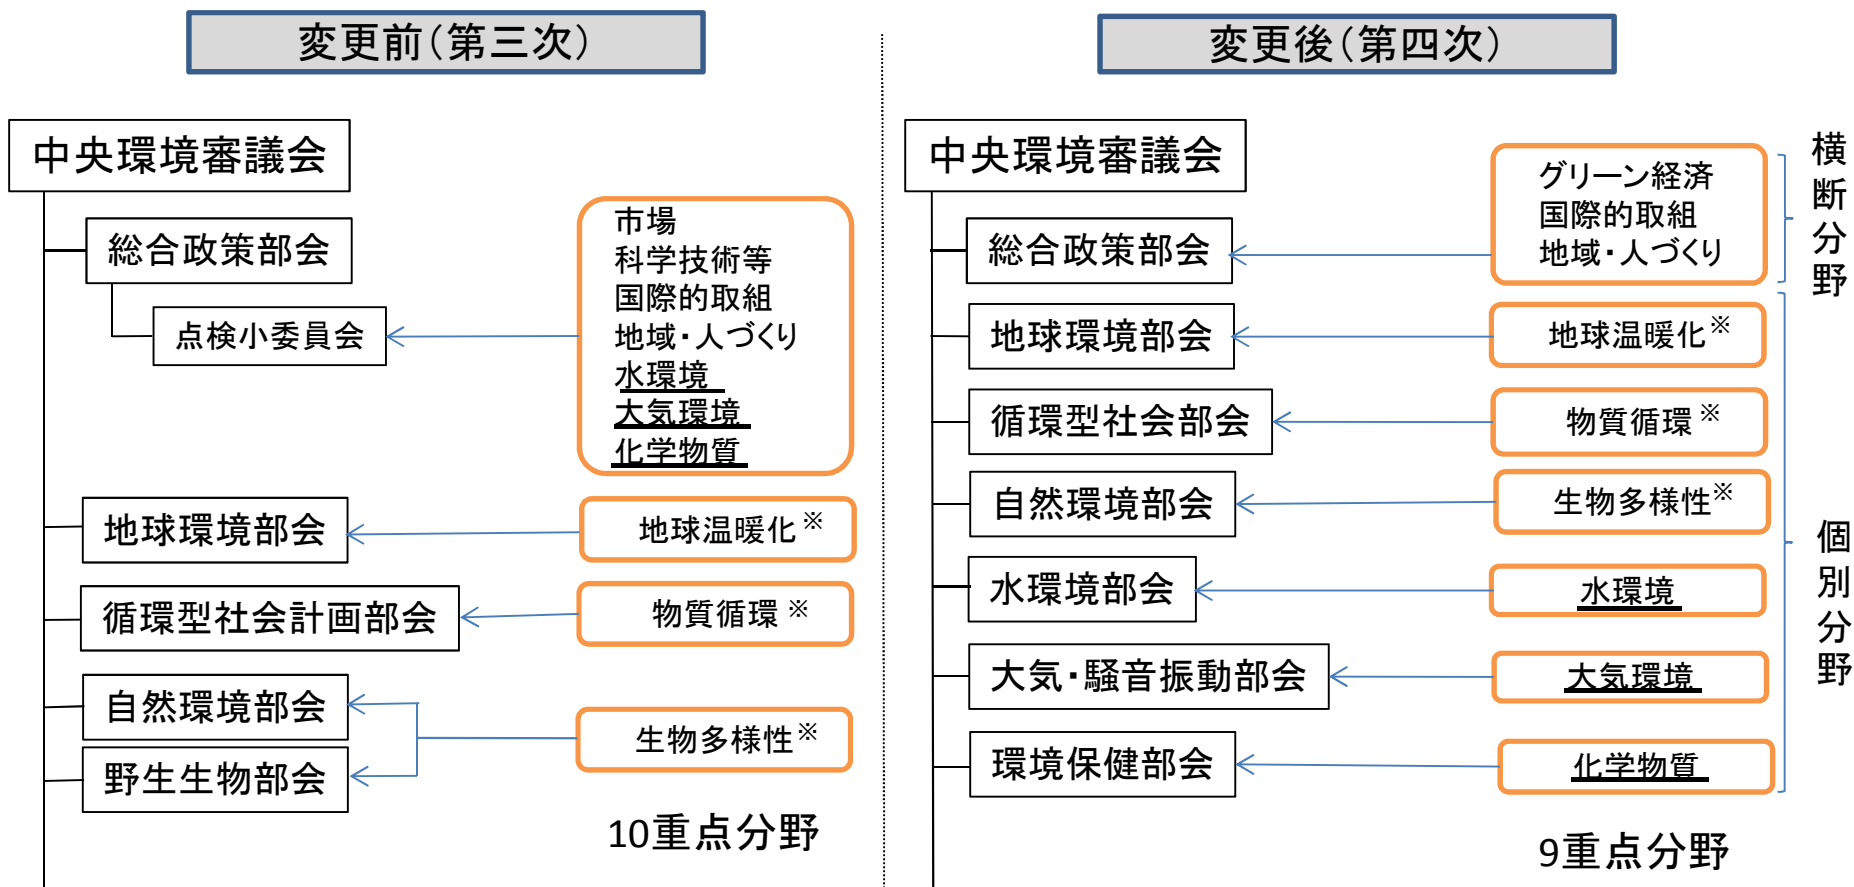 変更前(第三次)
中央環境審議会
総合政策部会
点検小委員会
市場
科学技術等
国際的取組
地域・人づくり
水環境
大気環境
化学物質
地球環境部会
地球温暖化※
循環型社会計画部会
物質循環※
自然環境部会
野生生物部会
生物多様性※
10重点分野
変更後(第四次)
中央環境審議会
総合政策部会
グリーン経済
国際的取組
地域・人づくり
横断分野
地球環境部会
地球温暖化※
循環型社会部会
物質循環※
自然環境部会
生物多様性※
水環境部会
水環境
大気・騒音振動部会
大気環境
環境保健部会
化学物質
個別分野
9重点分野